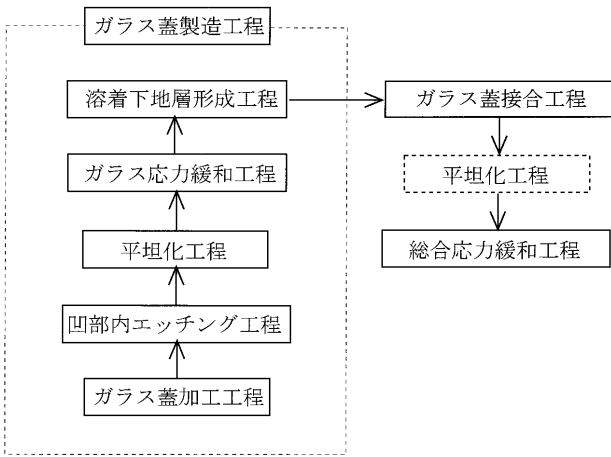 ガラス蓋製造工程
溶着下地層形成工程
ガラス応力緩和工程
平坦化工程
凹部内エッチング工程
ガラス蓋加工工程
ガラス蓋接合工程
平坦化工程
総合応力緩和工程